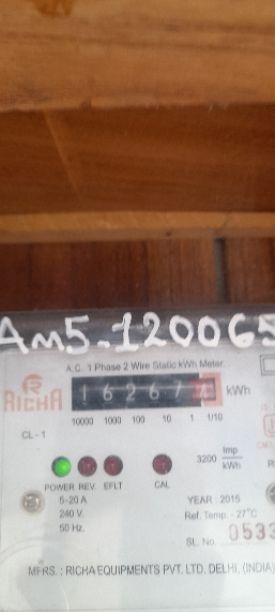 Am5-120065
A.C. 1 Phase 2 Wire Static kWh Meter
RICHA
16267
kWh
10000 1000 100 10 1 1/10
CL - 1
3200 Imp
kWh
POWER REV. EFLT CAL
5-20 A
240 V.
50 Hz.
YEAR : 2015
Ref. Temp. - 27°C
SL. No. 0533
MFRS. : RICHA EQUIPMENTS PVT. LTD. DELHI, (INDIA)